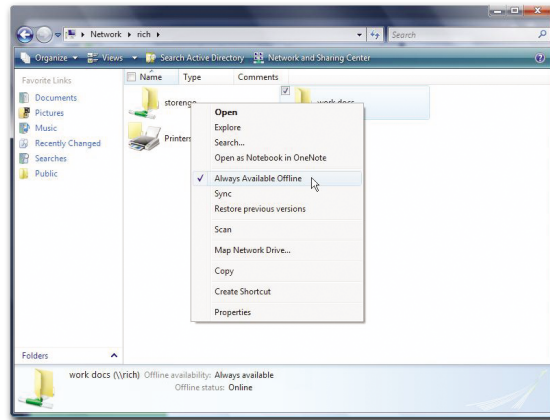 Network ▸ rich ▸
Search
Organize Views Search Active Directory Network and Sharing Center
Favorite Links
Documents
Pictures
Music
Recently Changed
Searches
Public
Folders
Name Type Comments
storengo
work docs
Printers
Open
Explore
Search...
Open as Notebook in OneNote
Always Available Offline
Sync
Restore previous versions
Scan
Map Network Drive...
Copy
Create Shortcut
Properties
work docs (\\rich) Offline availability: Always available
Offline status: Online